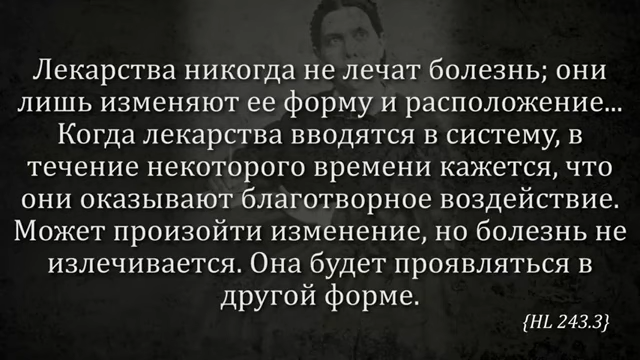 Лекарства никогда не лечат болезнь; они
лишь изменяют ее форму и расположение...
Когда лекарства вводятся в систему, в
течение некоторого времени кажется, что
они оказывают благотворное воздействие.
Может произойти изменение, но болезнь не
излечивается. Она будет проявляться в
другой форме.
{HL 243.3}